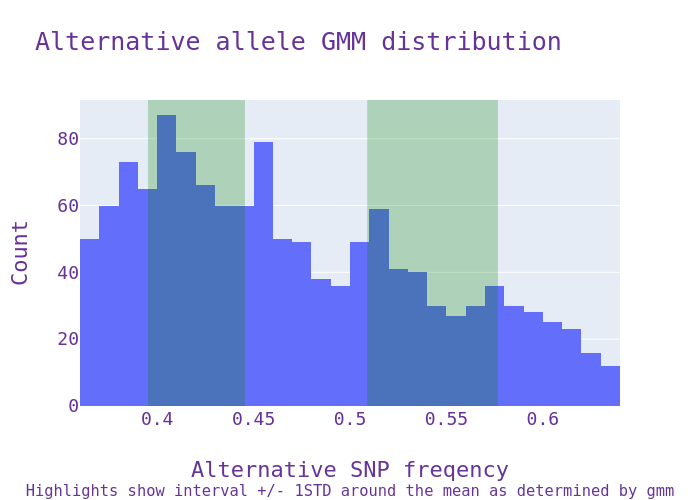 Alternative allele GMM distribution
80
60
40
20
0
Count
0.4 0.45 0.5 0.55 0.6
Alternative SNP freqency
Highlights show interval +/- 1STD around the mean as determined by gmm